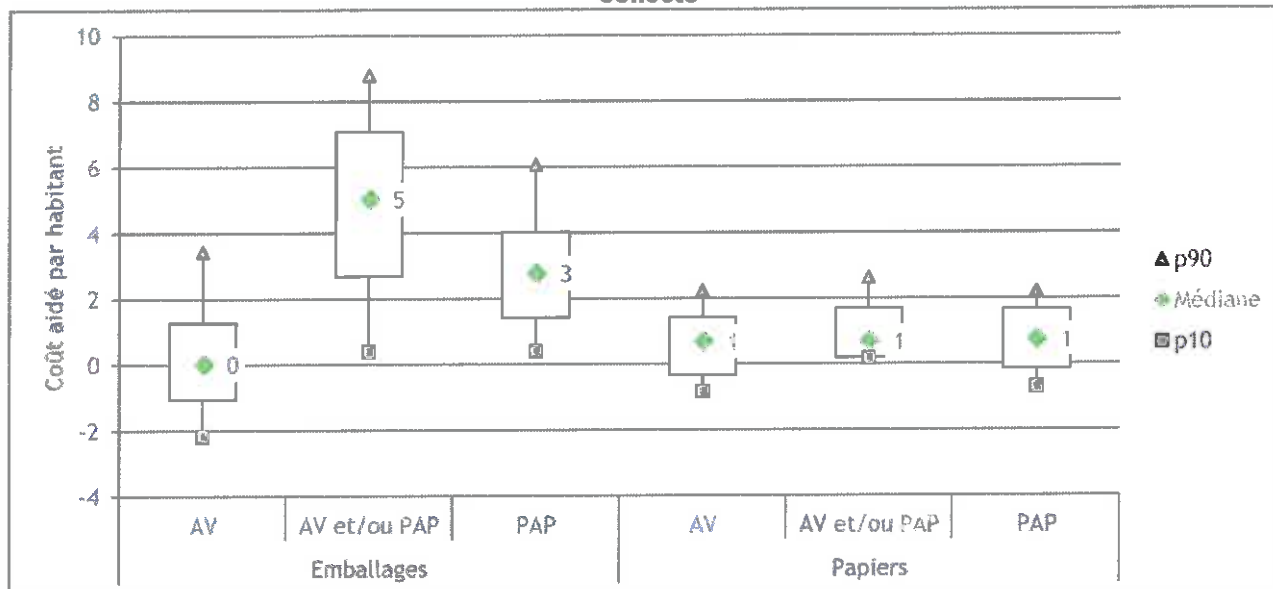 Coût aidé par habitant
10
8
6
4
2
0
-2
-4
0
5
3
1
1
1
AV
AV et/ou PAP
PAP
AV
AV et/ou PAP
PAP
Emballages
Papiers
p90
Médiane
p10